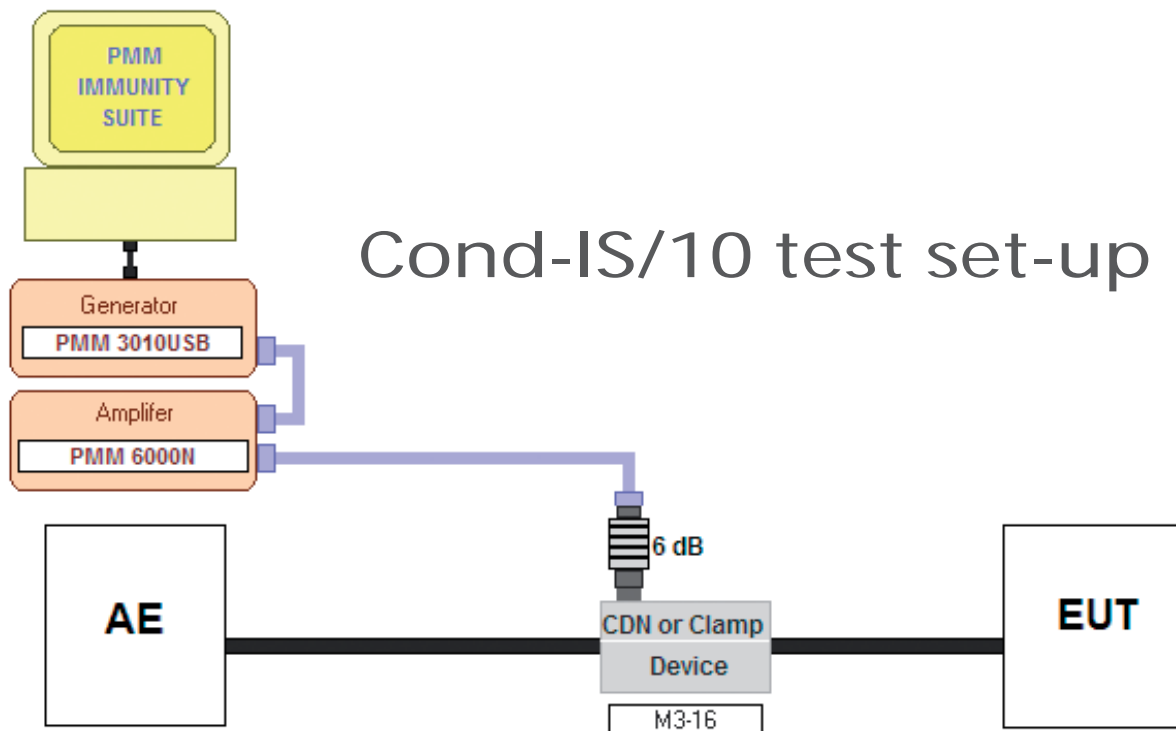 PMM
IMMUNITY
SUITE
Cond-IS/10 test set-up
Generator
PMM 3010USB
Amplifer
PMM 6000N
6 dB
AE
CDN or Clamp
Device
EUT
M3-16